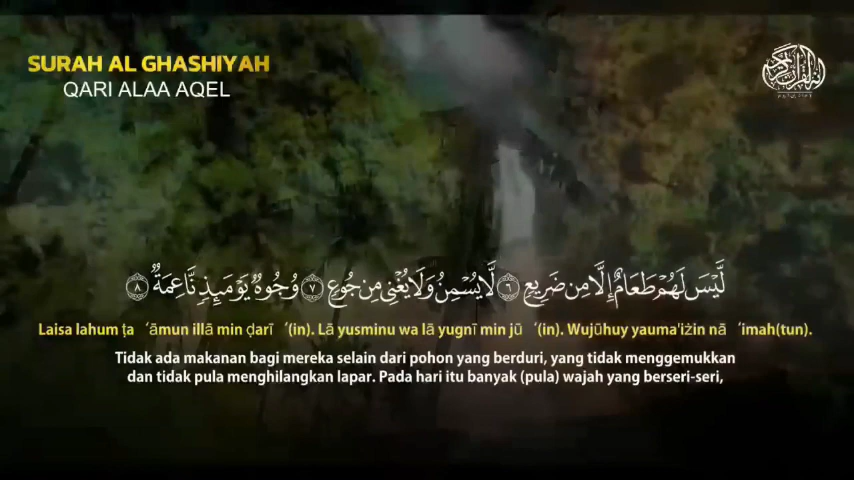 SURAH AL GHASHIYAH
QARI ALAA AQEL
لَّيْسَ لَهُمْ طَعَامٌ إِلَّا مِن ضَرِيعٍ ۝٦ لَّا يُسْمِنُ وَلَا يُغْنِى مِن جُوعٍ ۝٧ وُجُوهٌ يَوْمَئِذٍ نَّاعِمَةٌ ۝٨
Laisa lahum ṭa ‘āmun illā min ḍarī ‘(in). Lā yusminu wa lā yugnī min jū ‘(in). Wujūhuy yauma'iżin nā ‘imah(tun).
Tidak ada makanan bagi mereka selain dari pohon yang berduri, yang tidak menggemukkan
dan tidak pula menghilangkan lapar. Pada hari itu banyak (pula) wajah yang berseri-seri,